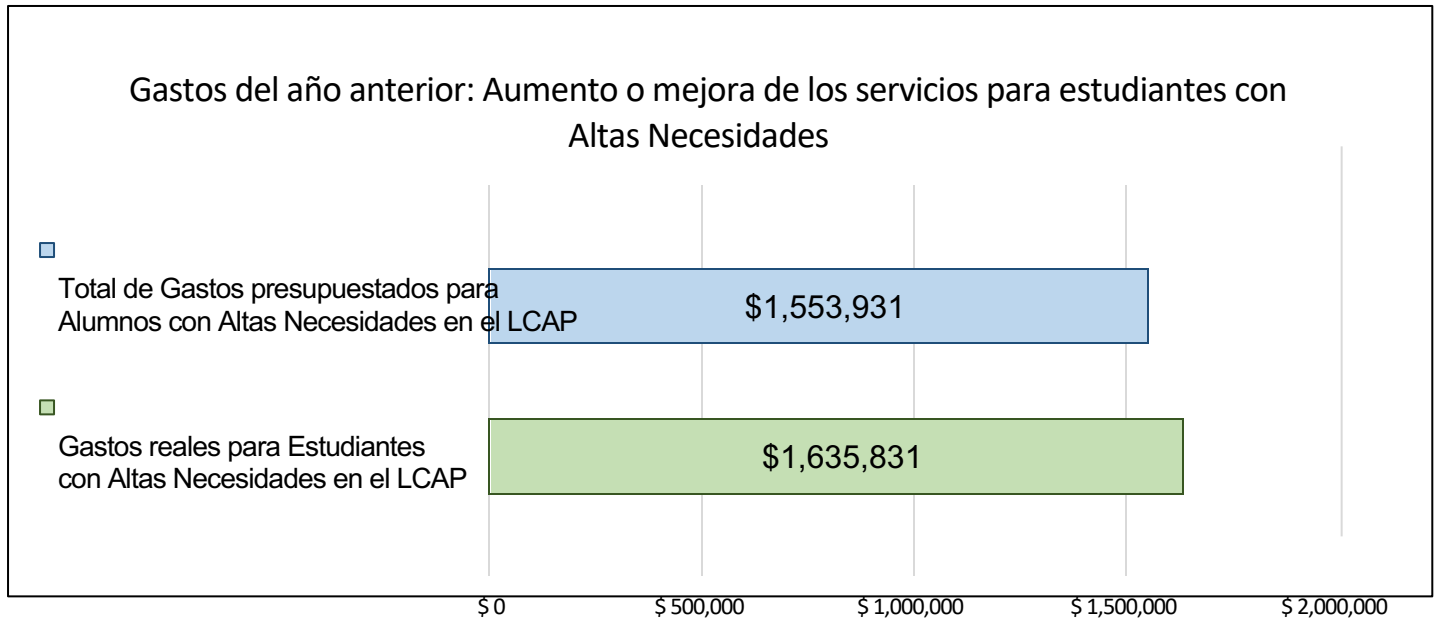 Gastos del año anterior: Aumento o mejora de los servicios para estudiantes con
Altas Necesidades
Total de Gastos presupuestados para
Alumnos con Altas Necesidades en el LCAP
$1,553,931
Gastos reales para Estudiantes
con Altas Necesidades en el LCAP
$1,635,831
$ 0 $ 500,000 $ 1,000,000 $ 1,500,000 $ 2,000,000